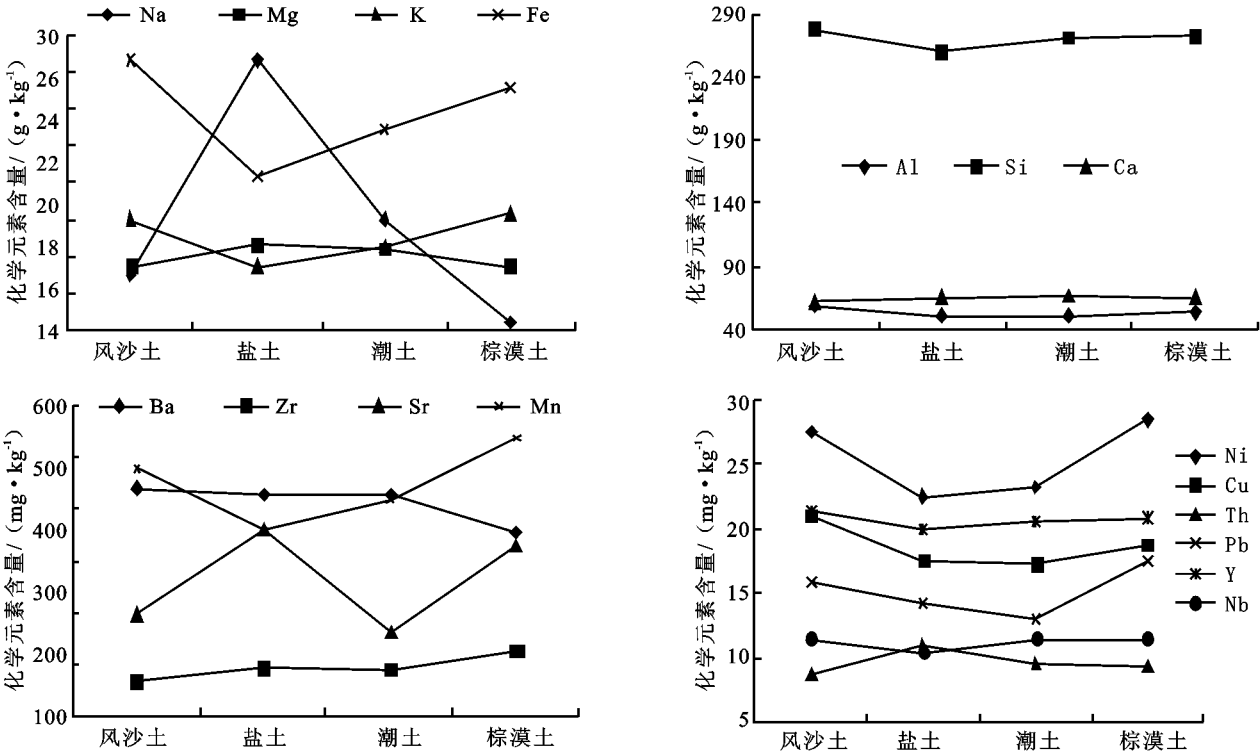 Na Mg K Fe
化学元素含量/(g·kg⁻¹)
30
26
24
22
20
18
16
14
风沙土 盐土 潮土 棕漠土
化学元素含量/(g·kg⁻¹)
290
240
190
140
90
40
Al Si Ca
风沙土 盐土 潮土 棕漠土
Ba Zr Sr Mn
化学元素含量/(mg·kg⁻¹)
600
500
400
300
200
100
风沙土 盐土 潮土 棕漠土
化学元素含量/(mg·kg⁻¹)
30
25
20
15
10
5
Ni
Cu
Th
Pb
Y
Nb
风沙土 盐土 潮土 棕漠土